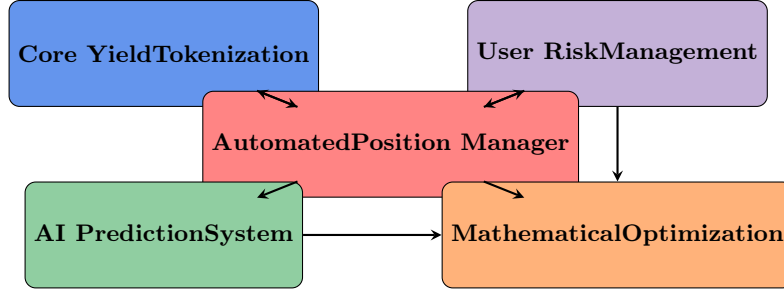 Core YieldTokenization
User RiskManagement
AutomatedPosition Manager
AI PredictionSystem
MathematicalOptimization